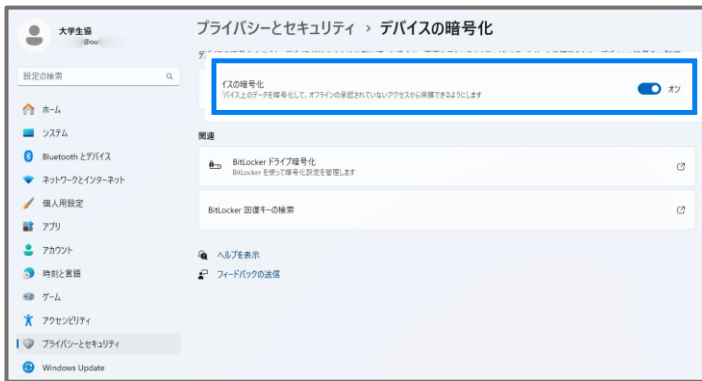 大学生協
@ou
設定の検索
ホーム
システム
Bluetooth とデバイス
ネットワークとインターネット
個人用設定
アプリ
アカウント
時刻と言語
ゲーム
アクセシビリティ
プライバシーとセキュリティ
Windows Update
プライバシーとセキュリティ › デバイスの暗号化
イスの暗号化
バイス上のデータを暗号化して、オフラインの承認されていないアクセスから保護できるようにします
オン
関連
BitLocker ドライブ暗号化
BitLocker を使って暗号化設定を管理します
BitLocker 回復キーの検索
ヘルプを表示
フィードバックの送信